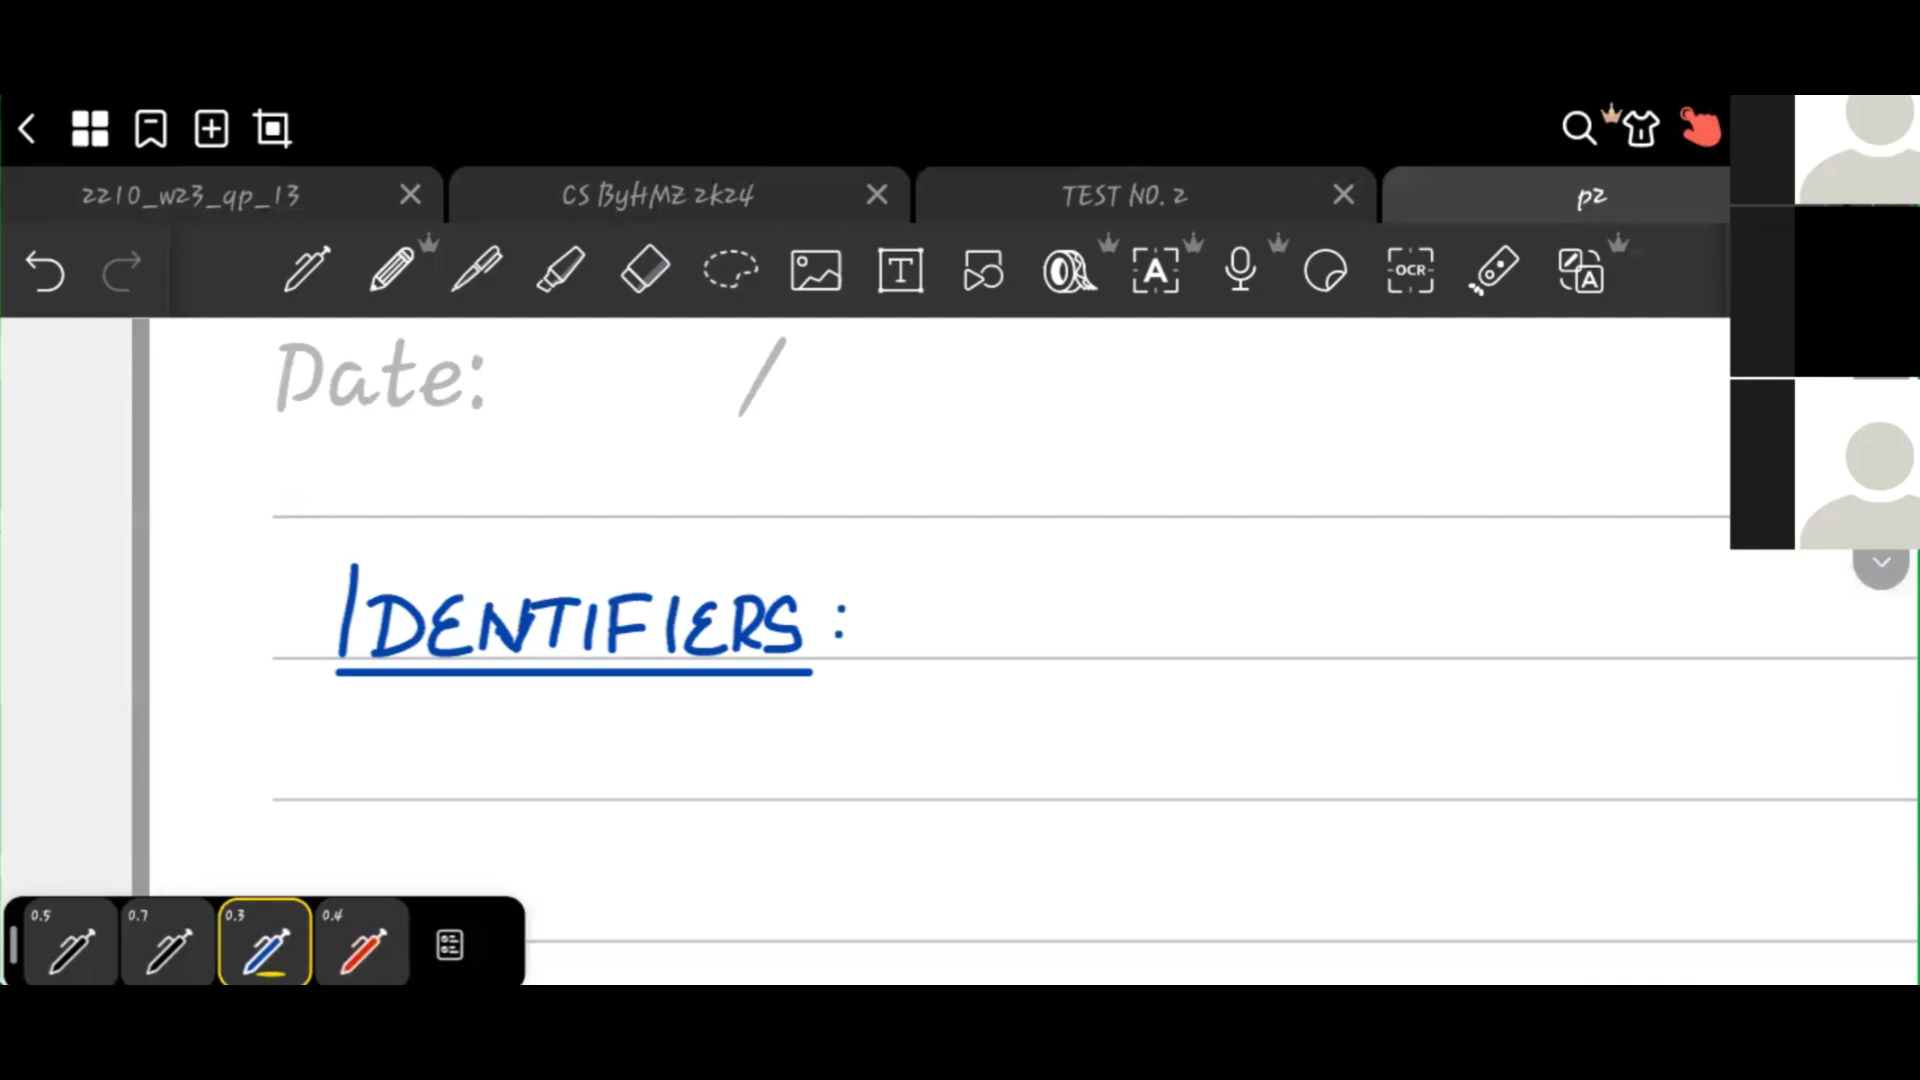 2210_w23_qp_13
CS ByHMZ 2k24
TEST NO. 2
p2
T
A
OCR
A
Date: /
IDENTIFIERS :
0.5
0.7
0.3
0.4